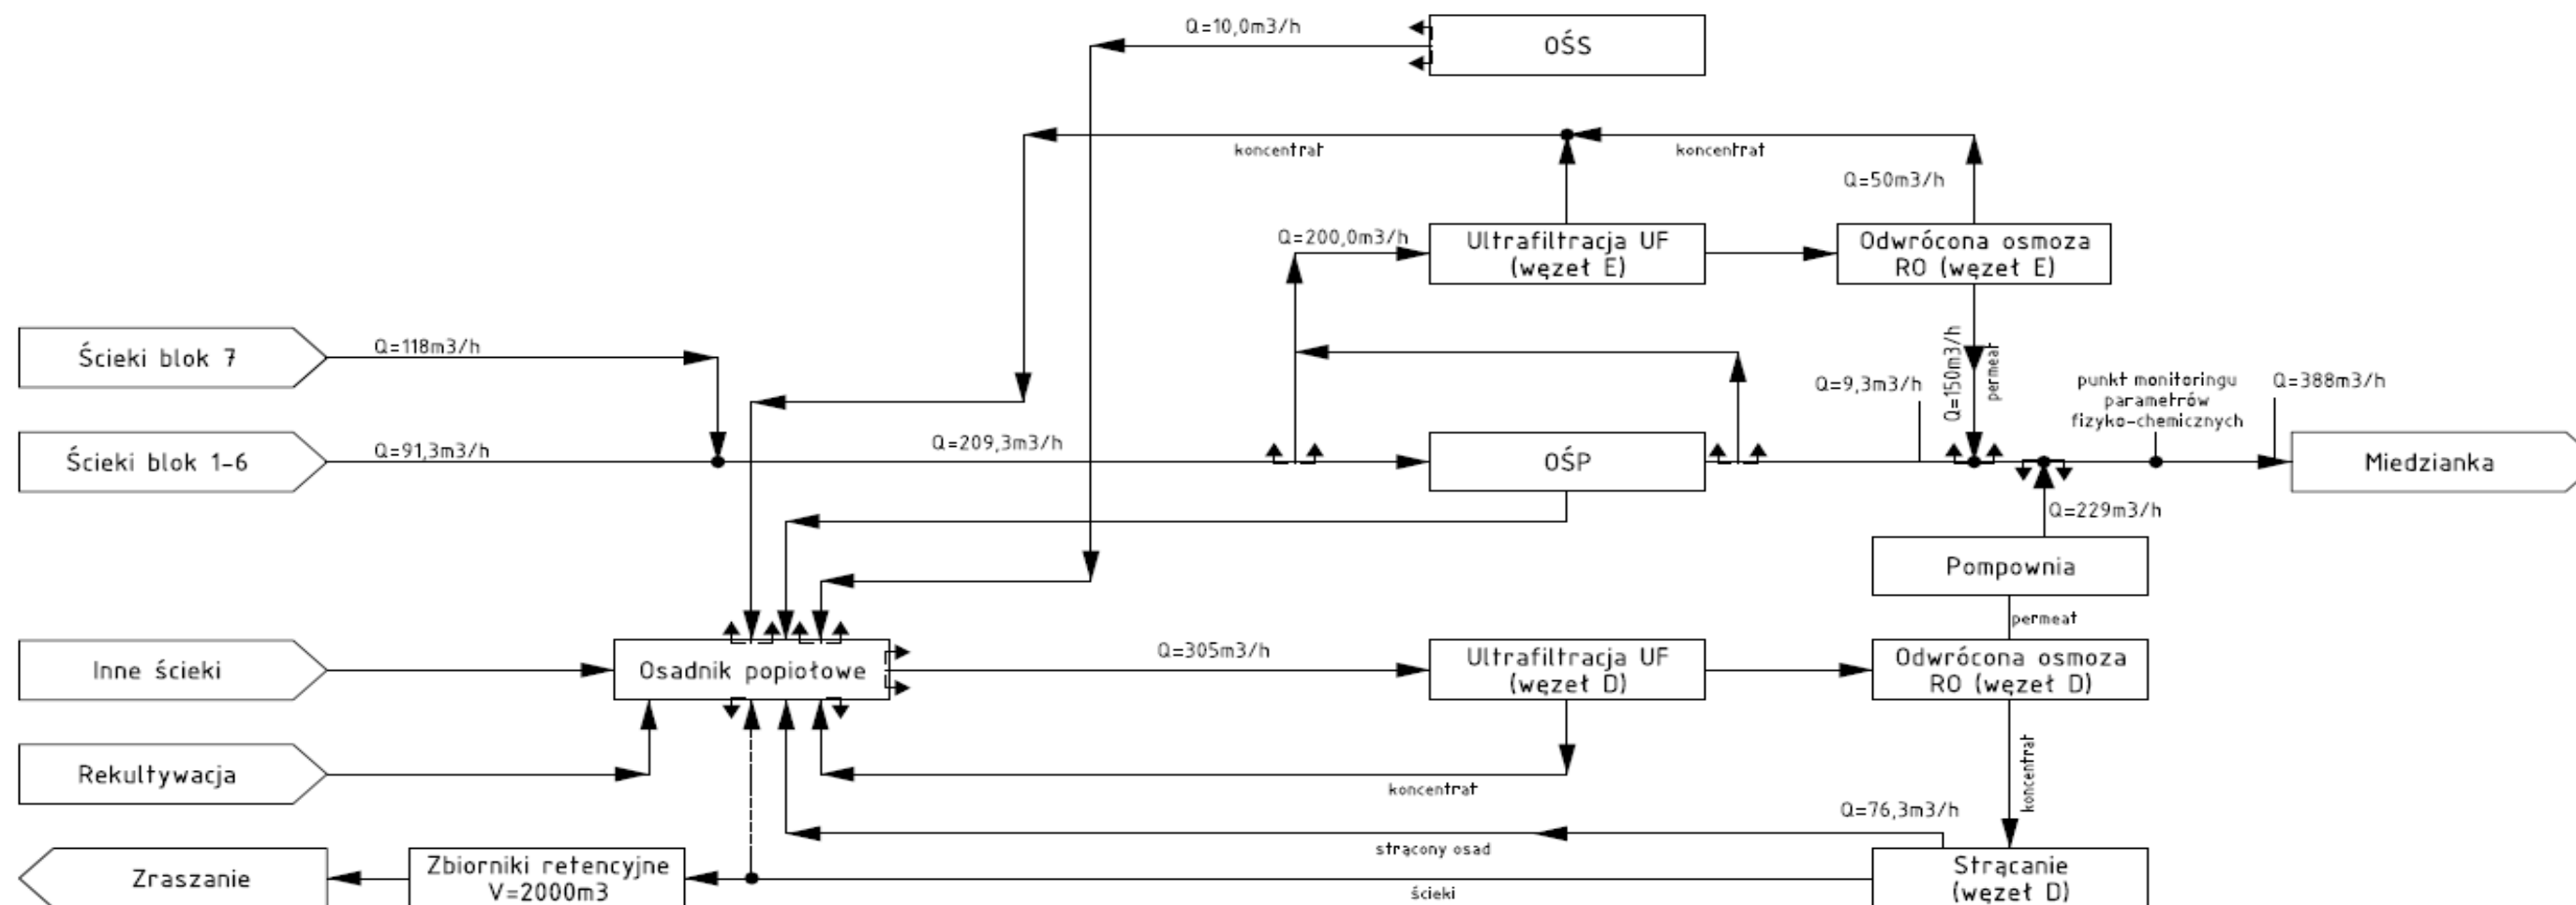 Q=10,0m3/h
OŚS
koncentrat
koncentrat
Q=50m3/h
Q=200,0m3/h
Ultrafiltracja UF
(węzeł E)
Odwrócona osmoza
RO (węzeł E)
Ścieki blok 7
Q=118m3/h
Q=150m3/h
permeat
Q=9,3m3/h
punkt monitoringu
parametrów
fizyko-chemicznych
Q=388m3/h
Ścieki blok 1-6
Q=91,3m3/h
Q=209,3m3/h
OŚP
Miedzianka
Q=229m3/h
Pompownia
permeat
Inne ścieki
Osadnik popiołowe
Q=305m3/h
Ultrafiltracja UF
(węzeł D)
Odwrócona osmoza
RO (węzeł D)
Rekultywacja
koncentrat
koncentrat
Q=76,3m3/h
strącony osad
Zraszanie
Zbiorniki retencyjne
V=2000m3
ścieki
Strącanie
(węzeł D)